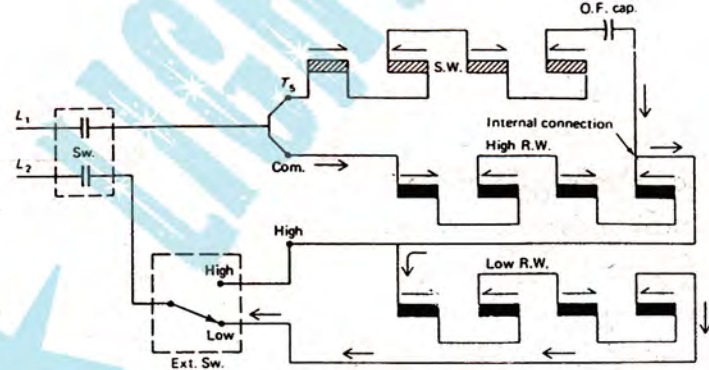 O.F. cap.
T5
S.W.
L1
Sw.
Internal connection
High R.W.
L2
Com.
High
High
Low R.W.
Low
Ext. Sw.